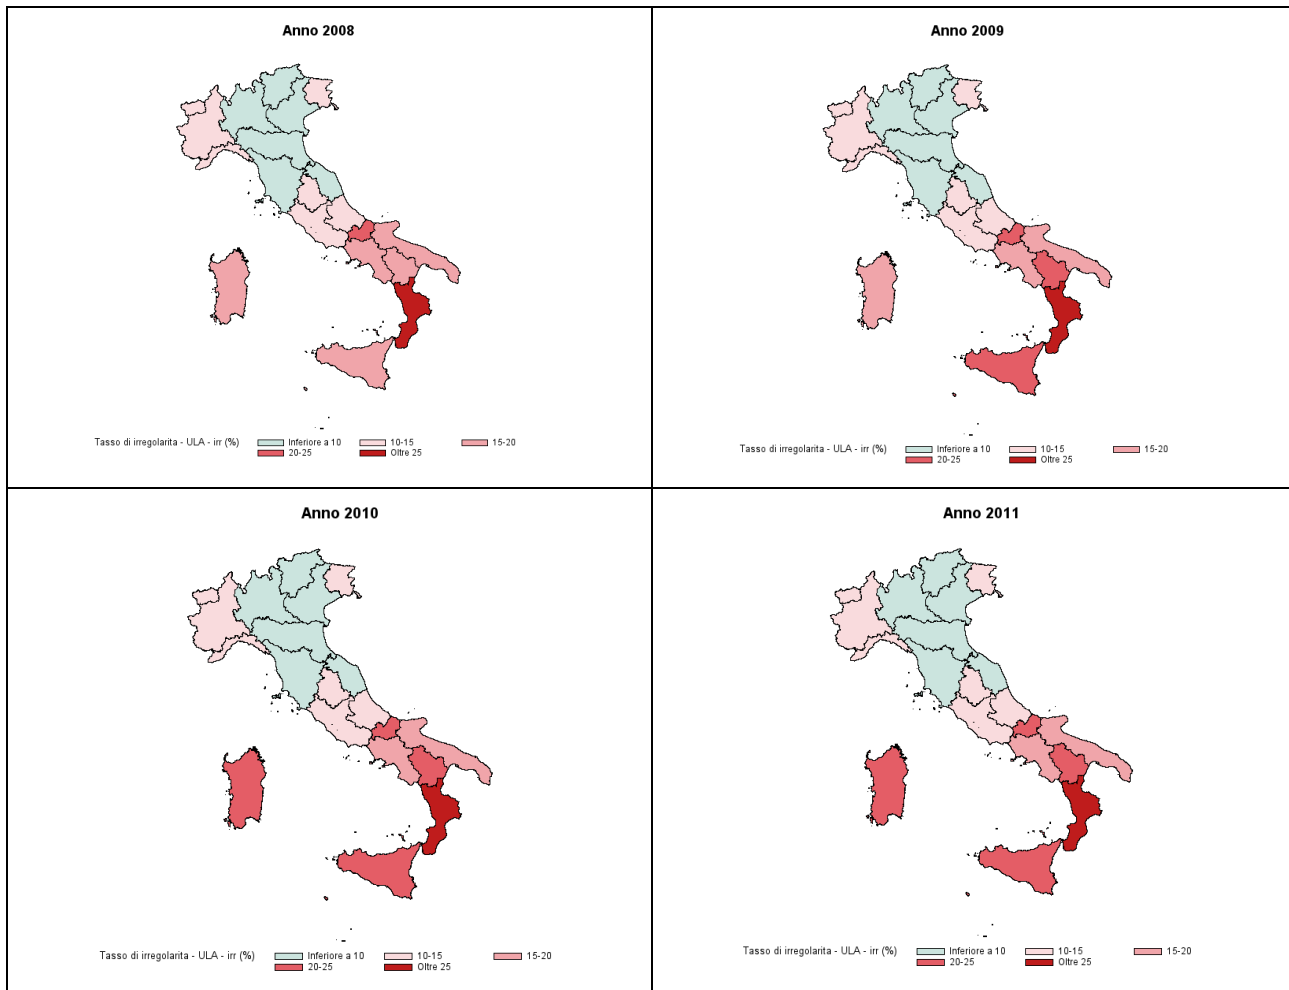 Anno 2008
Tasso di irregolarita - ULA - irr (%) Inferiore a 10 10-15 15-20
20-25 Oltre 25
Anno 2009
Tasso di irregolarita - ULA - irr (%) Inferiore a 10 10-15 15-20
20-25 Oltre 25
Anno 2010
Tasso di irregolarita - ULA - irr (%) Inferiore a 10 10-15 15-20
20-25 Oltre 25
Anno 2011
Tasso di irregolarita - ULA - irr (%) Inferiore a 10 10-15 15-20
20-25 Oltre 25